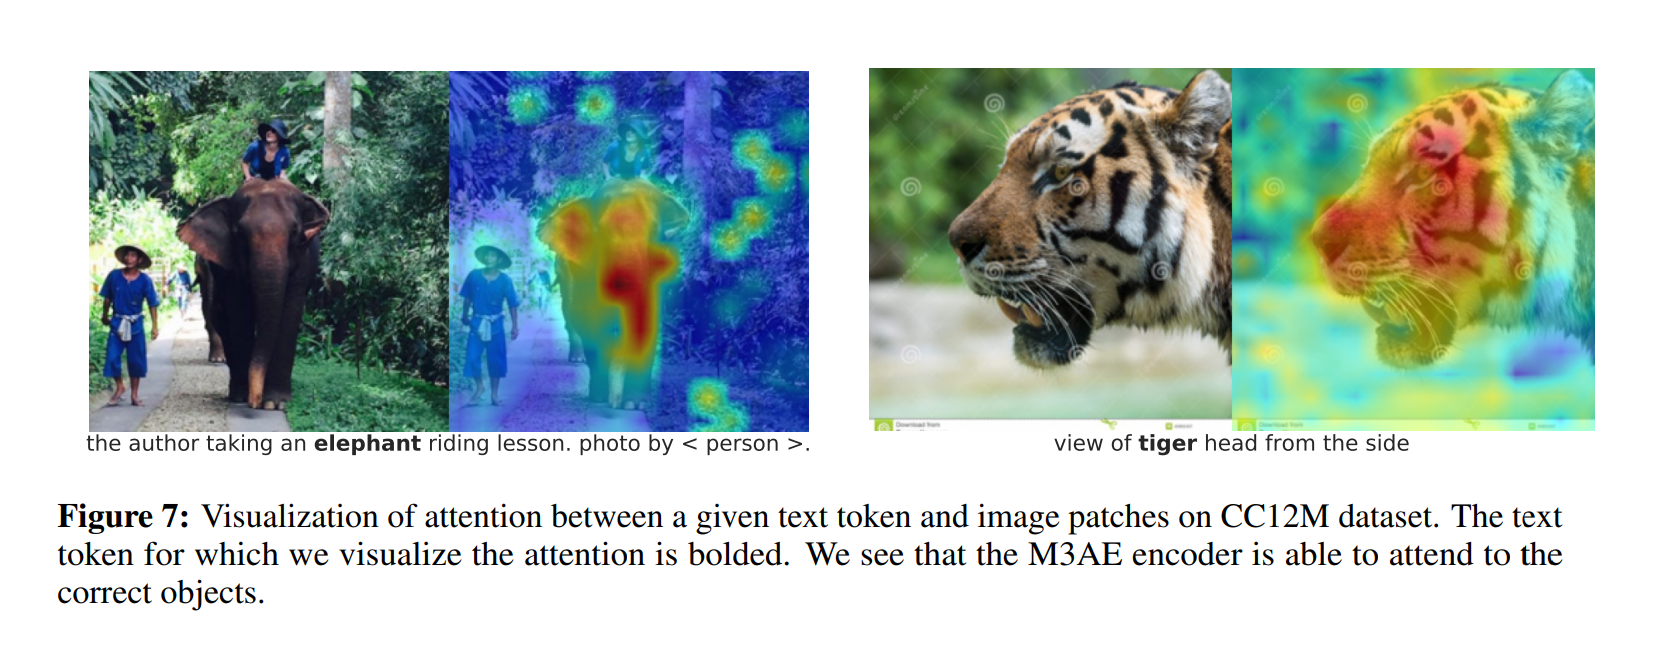 the author taking an elephant riding lesson. photo by < person >.
view of tiger head from the side
Download from
Figure 7: Visualization of attention between a given text token and image patches on CC12M dataset. The text
token for which we visualize the attention is bolded. We see that the M3AE encoder is able to attend to the
correct objects.